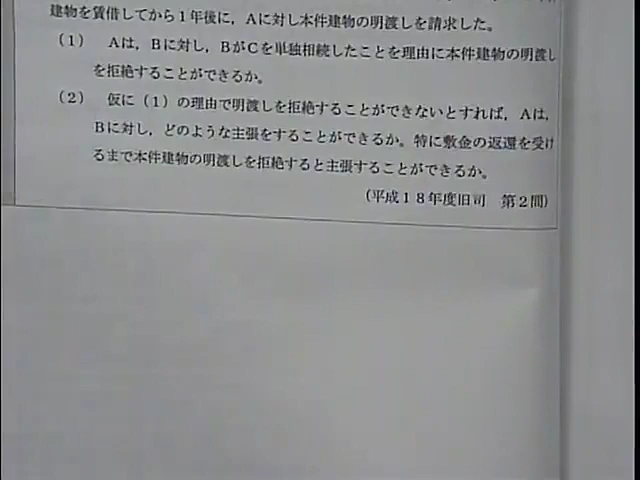 建物を賃借してから1年後に，Aに対し本件建物の明渡しを請求した。
（1）　Aは，Bに対し，BがCを単独相続したことを理由に本件建物の明渡し
を拒絶することができるか。
（2）　仮に（1）の理由で明渡しを拒絶することができないとすれば，Aは，
Bに対し，どのような主張をすることができるか。特に敷金の返還を受け
るまで本件建物の明渡しを拒絶すると主張することができるか。
（平成18年度旧司　第2問）